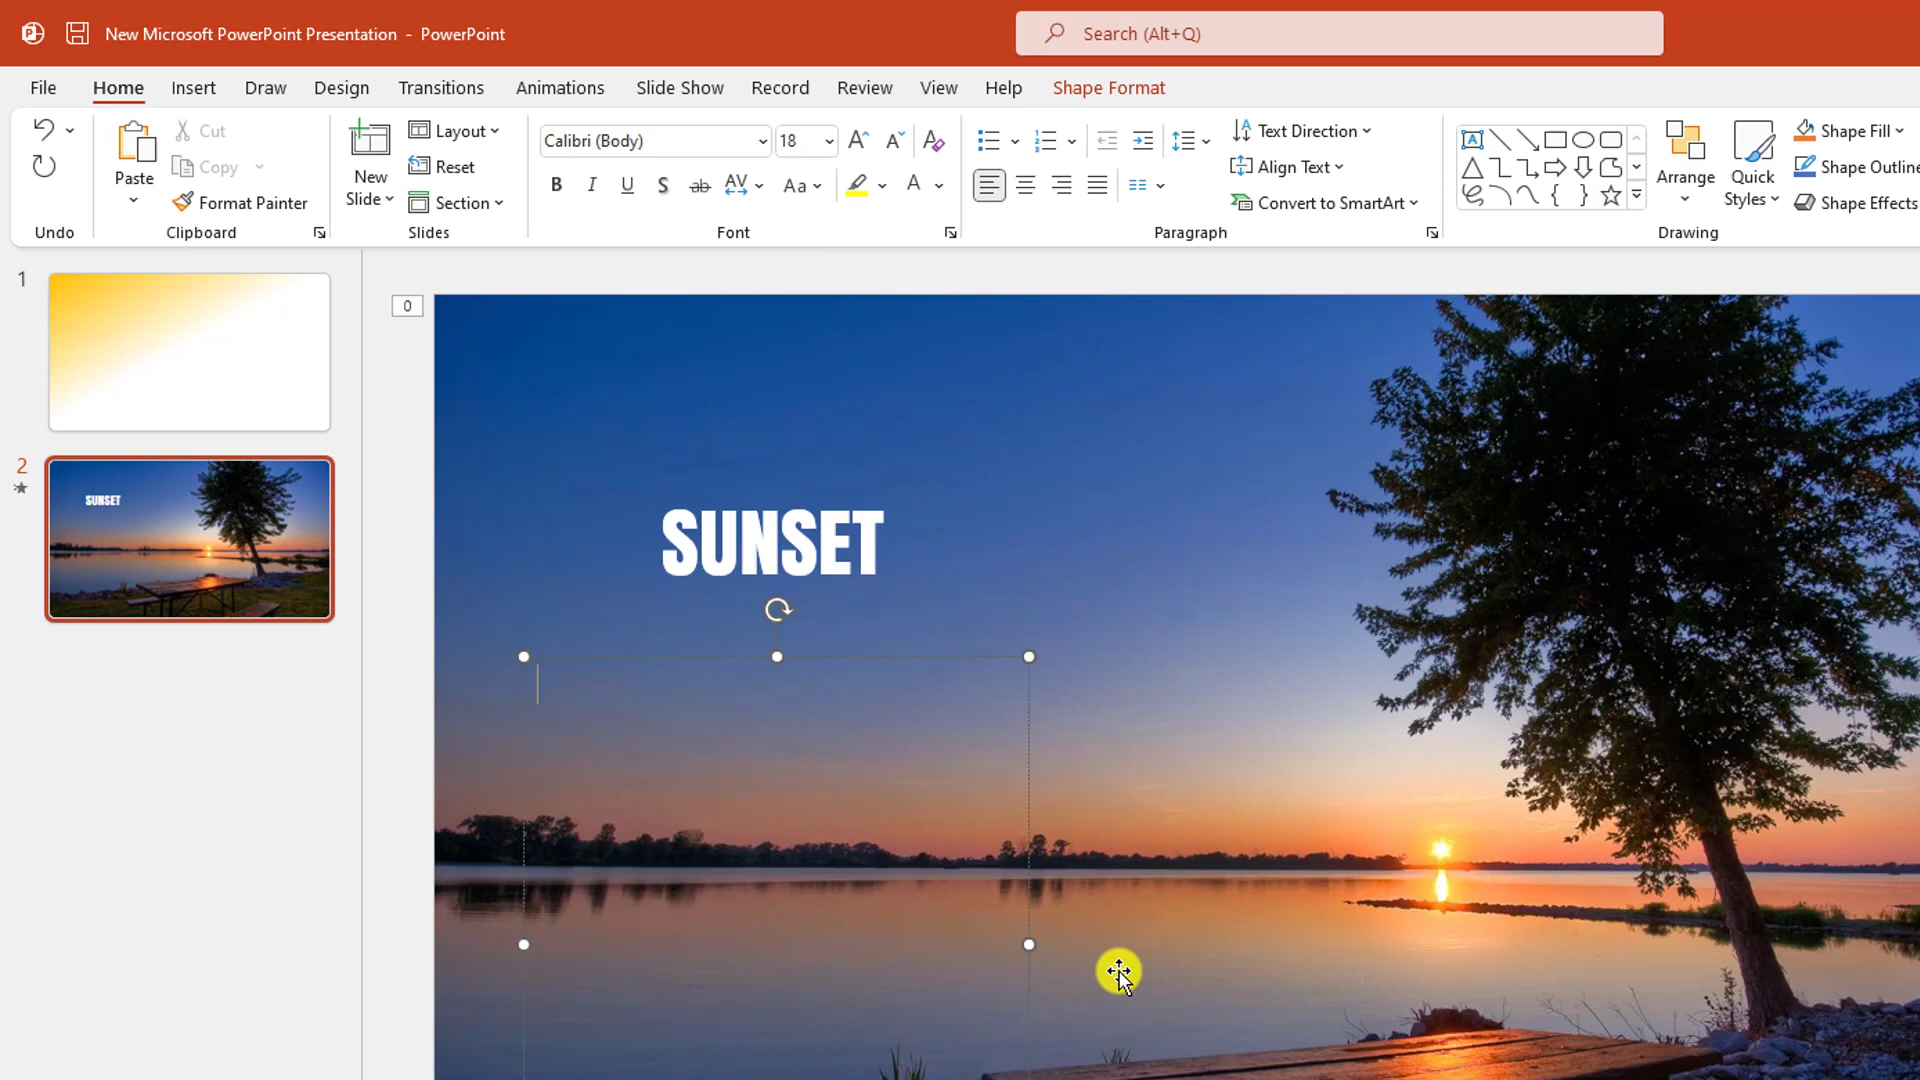 New Microsoft PowerPoint Presentation - PowerPoint
Search (Alt+Q)
File Home Insert Draw Design Transitions Animations Slide Show Record Review View Help Shape Format
Undo
Paste
Cut
Copy
Format Painter
Clipboard
New Slide
Layout
Reset
Section
Slides
Calibri (Body) 18
B I U S ab AV Aa A
Font
Text Direction
Align Text
Convert to SmartArt
Paragraph
Arrange
Quick Styles
Shape Fill
Shape Outline
Shape Effects
Drawing
1
2
SUNSET
0
SUNSET